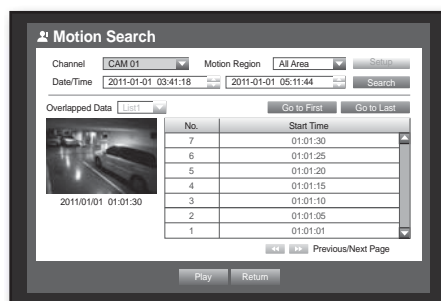 Motion Search
Channel CAM 01 Motion Region All Area Setup
Date/Time 2011-01-01 03:41:18 2011-01-01 05:11:44 Search
Overlapped Data List1 Go to First Go to Last
No. Start Time
7 01:01:30
6 01:01:25
5 01:01:20
4 01:01:15
3 01:01:10
2 01:01:05
1 01:01:01
2011/01/01 01:01:30
Previous/Next Page
Play Return